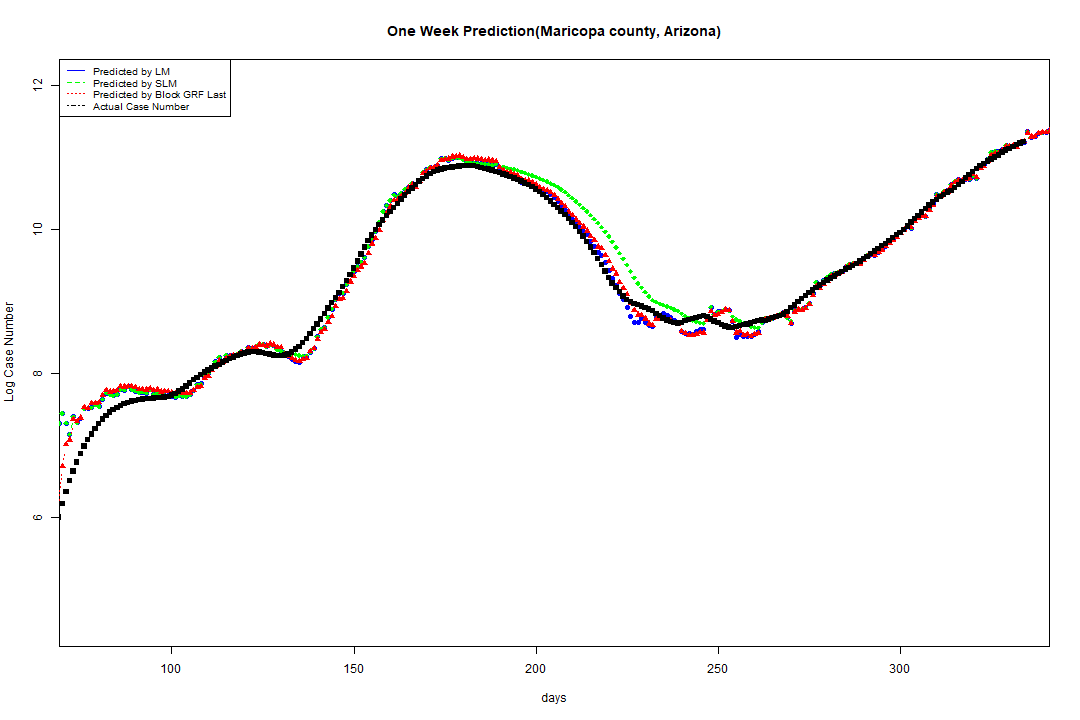 One Week Prediction(Maricopa county, Arizona)
Predicted by LM
Predicted by SLM
Predicted by Block GRF Last
Actual Case Number
12
10
8
6
Log Case Number
100 150 200 250 300
days